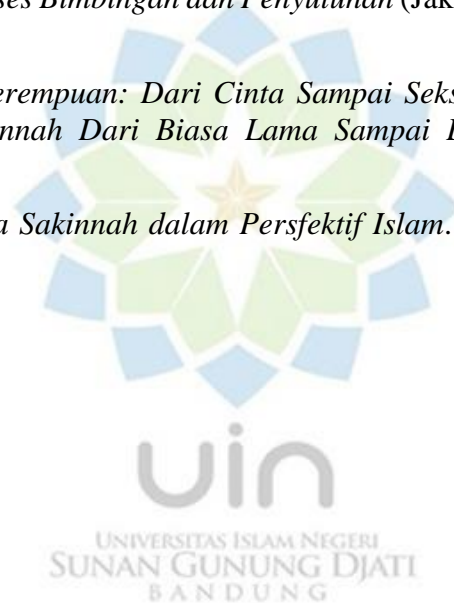 ses Bimbingan dan Penyuluhan (Jak
erempuan: Dari Cinta Sampai Seks
nnah Dari Biasa Lama Sampai
a Sakinnah dalam Persfektif Islam.
uin
UNIVERSITAS ISLAM NEGERI
SUNAN GUNUNG DJATI
BANDUNG